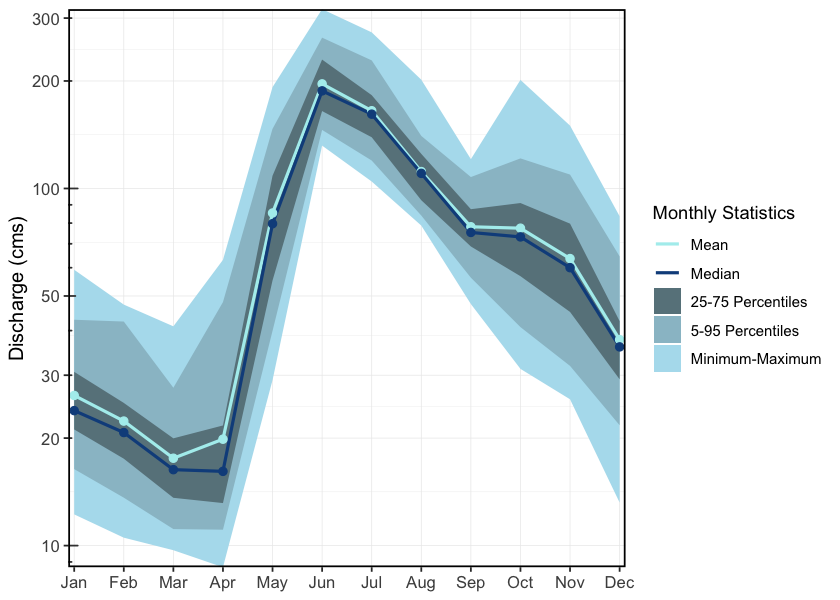 300
200
100
50
30
20
10
Discharge (cms)
Jan Feb Mar Apr May Jun Jul Aug Sep Oct Nov Dec
Monthly Statistics
Mean
Median
25-75 Percentiles
5-95 Percentiles
Minimum-Maximum